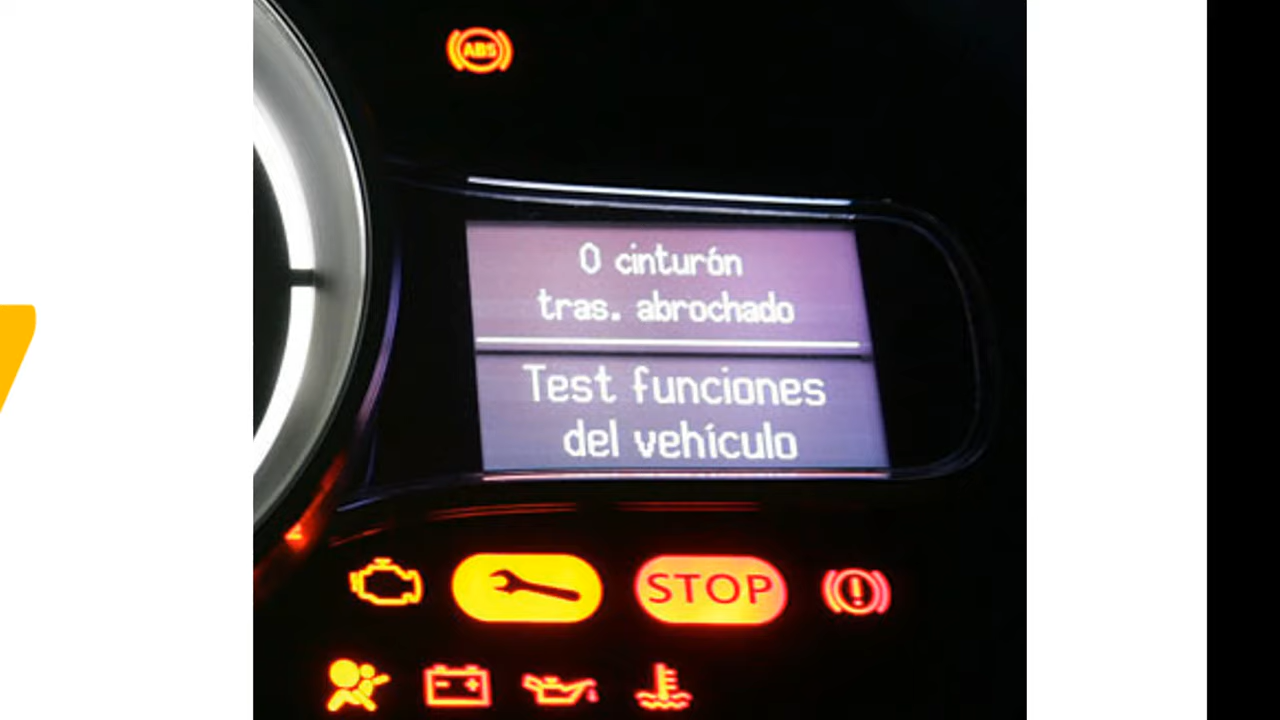 ABS
0 cinturón
tras. abrochado
Test funciones
del vehículo
STOP